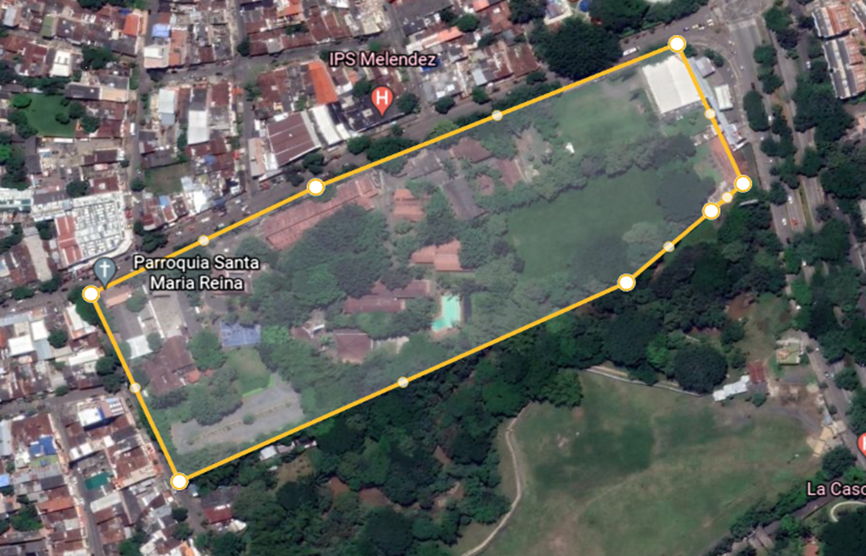 IPS Melendez
H
Parroquia Santa
Maria Reina
La Casc